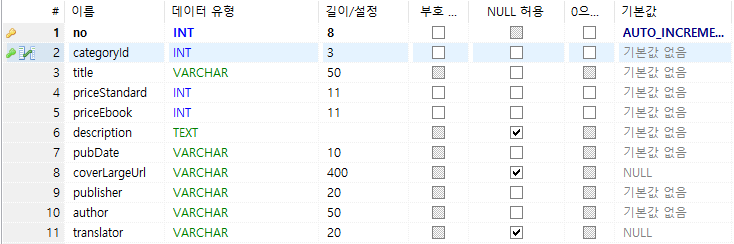 # 이름 데이터 유형 길이/설정 부호 ... NULL 허용 0으... 기본값
1 no INT 8 AUTO_INCREME...
2 categoryId INT 3 기본값 없음
3 title VARCHAR 50 기본값 없음
4 priceStandard INT 11 기본값 없음
5 priceEbook INT 11 기본값 없음
6 description TEXT 기본값 없음
7 pubDate VARCHAR 10 기본값 없음
8 coverLargeUrl VARCHAR 400 NULL
9 publisher VARCHAR 20 기본값 없음
10 author VARCHAR 50 기본값 없음
11 translator VARCHAR 20 NULL